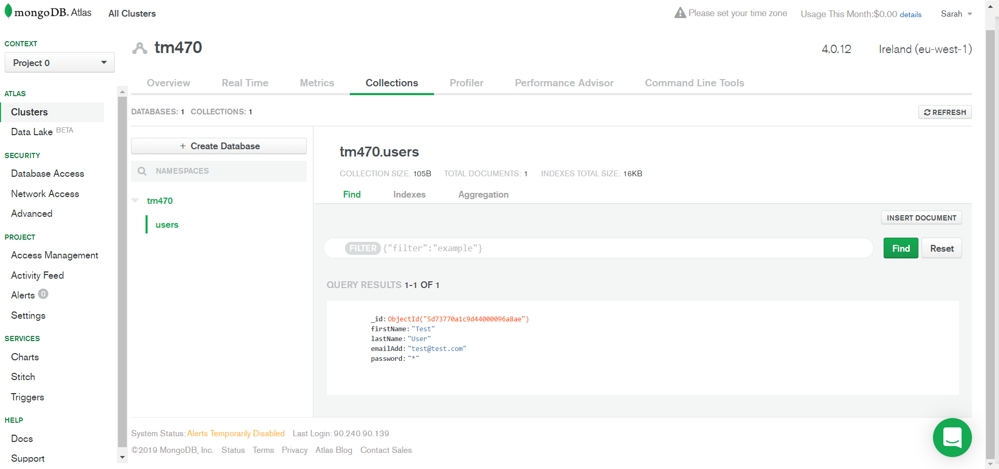 mongoDB. Atlas
All Clusters
Please set your time zone
Usage This Month:$0.00 details
Sarah
CONTEXT
Project 0
ATLAS
Clusters
Data Lake BETA
SECURITY
Database Access
Network Access
Advanced
PROJECT
Access Management
Activity Feed
Alerts 0
Settings
SERVICES
Charts
Stitch
Triggers
HELP
Docs
Support
tm470
4.0.12
Ireland (eu-west-1)
Overview
Real Time
Metrics
Collections
Profiler
Performance Advisor
Command Line Tools
DATABASES: 1 COLLECTIONS: 1
REFRESH
+ Create Database
NAMESPACES
tm470
users
tm470.users
COLLECTION SIZE: 105B TOTAL DOCUMENTS: 1 INDEXES TOTAL SIZE: 16KB
Find
Indexes
Aggregation
INSERT DOCUMENT
FILTER {"filter":"example"}
Find
Reset
QUERY RESULTS 1-1 OF 1
_id: ObjectId("5d73770a1c9d44000096a8ae")
firstName: "Test"
lastName: "User"
emailAdd: "test@test.com"
password: "*"
System Status: Alerts Temporarily Disabled Last Login: 90.240.90.139
©2019 MongoDB, Inc. Status Terms Privacy Atlas Blog Contact Sales